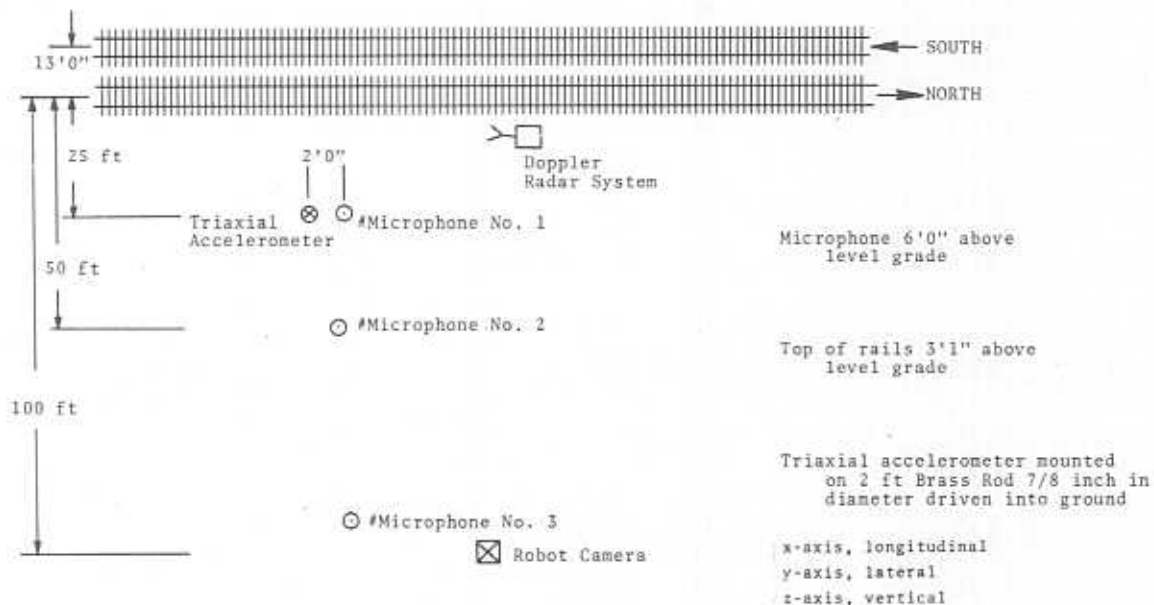 SOUTH
13'0"
NORTH
25 ft
2'0"
Doppler
Radar System
Triaxial
Accelerometer
#Microphone No. 1
Microphone 6'0" above
level grade
50 ft
#Microphone No. 2
Top of rails 3'1" above
level grade
100 ft
Triaxial accelerometer mounted
on 2 ft Brass Rod 7/8 inch in
diameter driven into ground
#Microphone No. 3
Robot Camera
x-axis, longitudinal
y-axis, lateral
z-axis, vertical